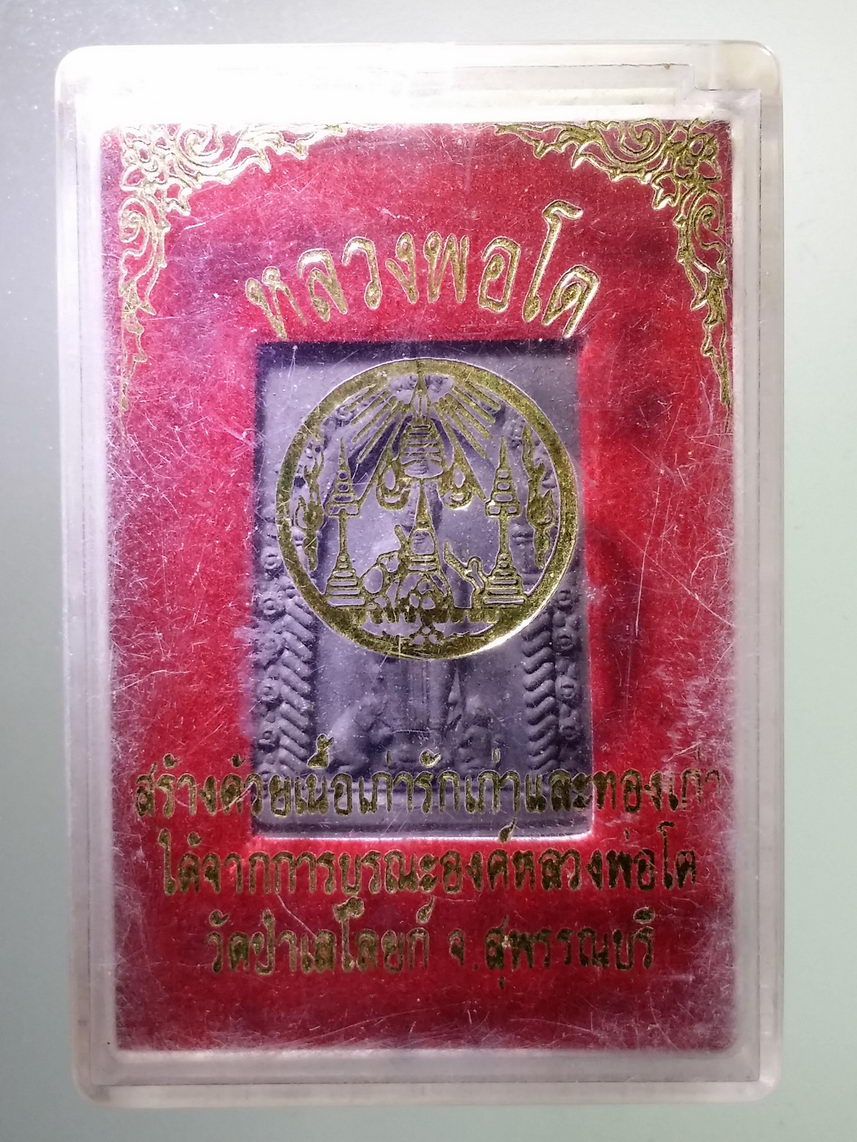 หลวงพอโต
สร้างด้วยเนื้อเก่ารักเก่าและทองเก่า
ได้จากการบูรณะองค์หลวงพ่อโต
วัดป่าเลไลยก์ จ.สุพรรณบุรี